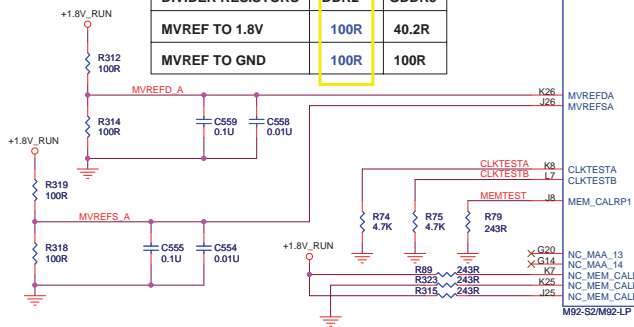 DIVIDER RESISTORS DDR2 GDDR3
MVREF TO 1.8V 100R 40.2R
MVREF TO GND 100R 100R
+1.8V_RUN
R312
100R
MVREFD_A
R314
100R
C559
0.1U
C558
0.01U
K26 MVREFDA
J26 MVREFSA
+1.8V_RUN
R319
100R
MVREFS_A
R318
100R
C555
0.1U
C554
0.01U
CLKTESTA K8 CLKTESTA
CLKTESTB L7 CLKTESTB
MEMTEST J8 MEM_CALRP1
R74
4.7K
R75
4.7K
R79
243R
+1.8V_RUN
G20 NC_MAA_13
G14 NC_MAA_14
R89 243R K7 NC_MEM_CAL
R323 243R K25 NC_MEM_CAL
R315 243R J25 NC_MEM_CAL
M92-S2/M92-LP